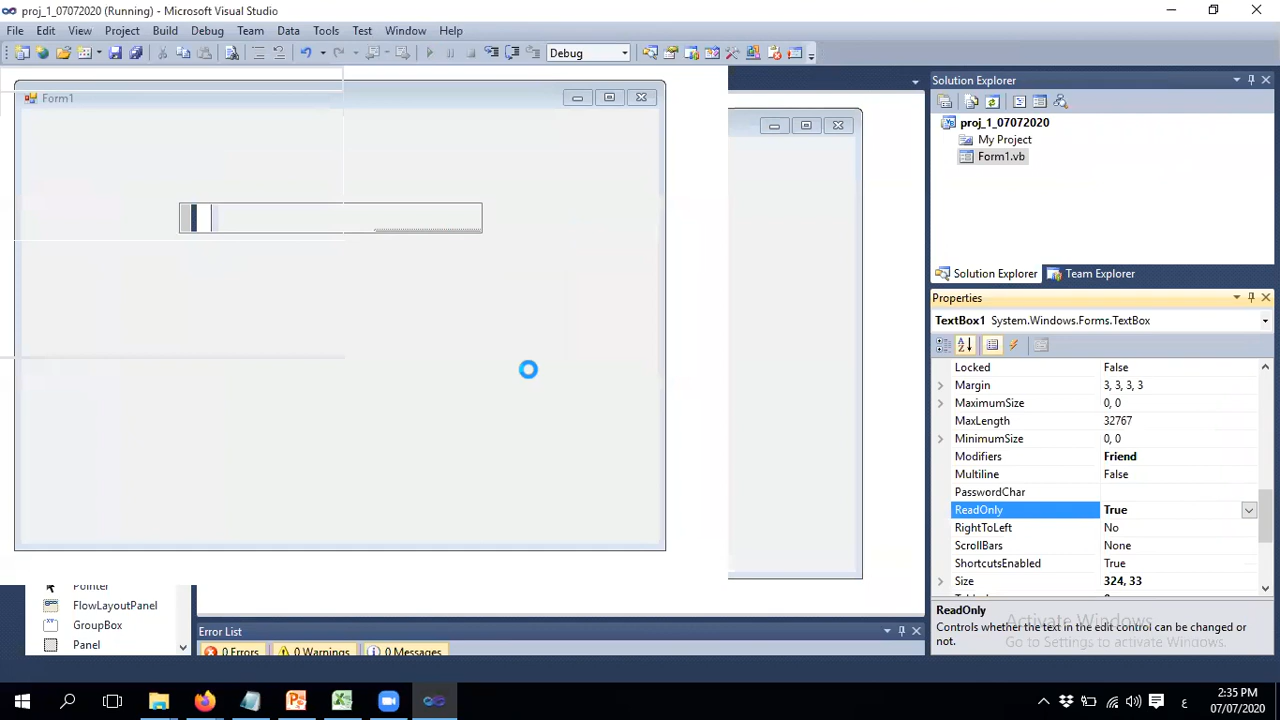 proj_1_07072020 (Running) - Microsoft Visual Studio
File Edit View Project Build Debug Team Data Tools Test Window Help
Debug
Form1
Solution Explorer
proj_1_07072020
My Project
Form1.vb
Solution Explorer Team Explorer
Properties
TextBox1 System.Windows.Forms.TextBox
Locked False
Margin 3, 3, 3, 3
MaximumSize 0, 0
MaxLength 32767
MinimumSize 0, 0
Modifiers Friend
Multiline False
PasswordChar
ReadOnly True
RightToLeft No
ScrollBars None
ShortcutsEnabled True
Size 324, 33
ReadOnly
Controls whether the text in the edit control can be changed or not.
Activate Windows
Go to Settings to activate Windows.
Pointer
FlowLayoutPanel
GroupBox
Panel
Error List
0 Errors 0 Warnings 0 Messages
ع
2:35 PM
07/07/2020